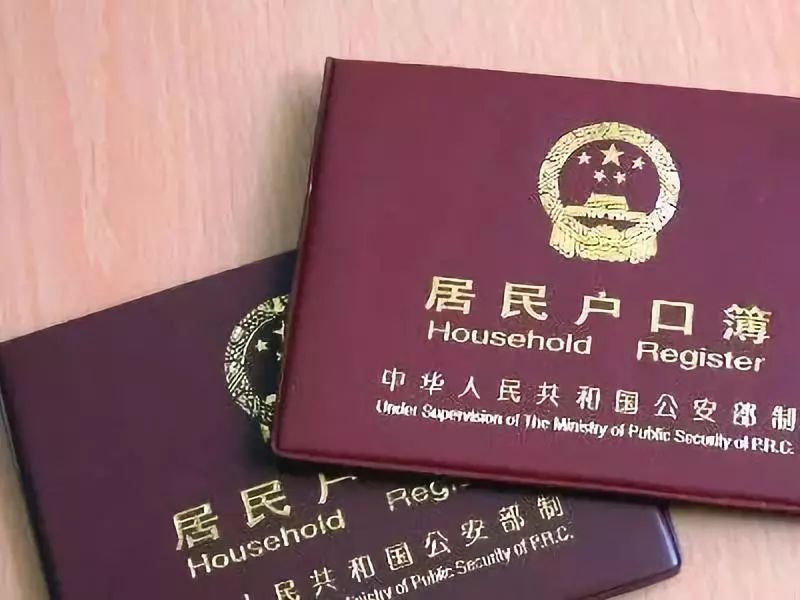 居民户口簿
Household Register
中华人民共和国公安部制
Under Supervision of The Ministry of Public Security of P.R.C.
居民户
Household Regis
人民共和国公安部制
Ministry of Public Security of P.R.C.